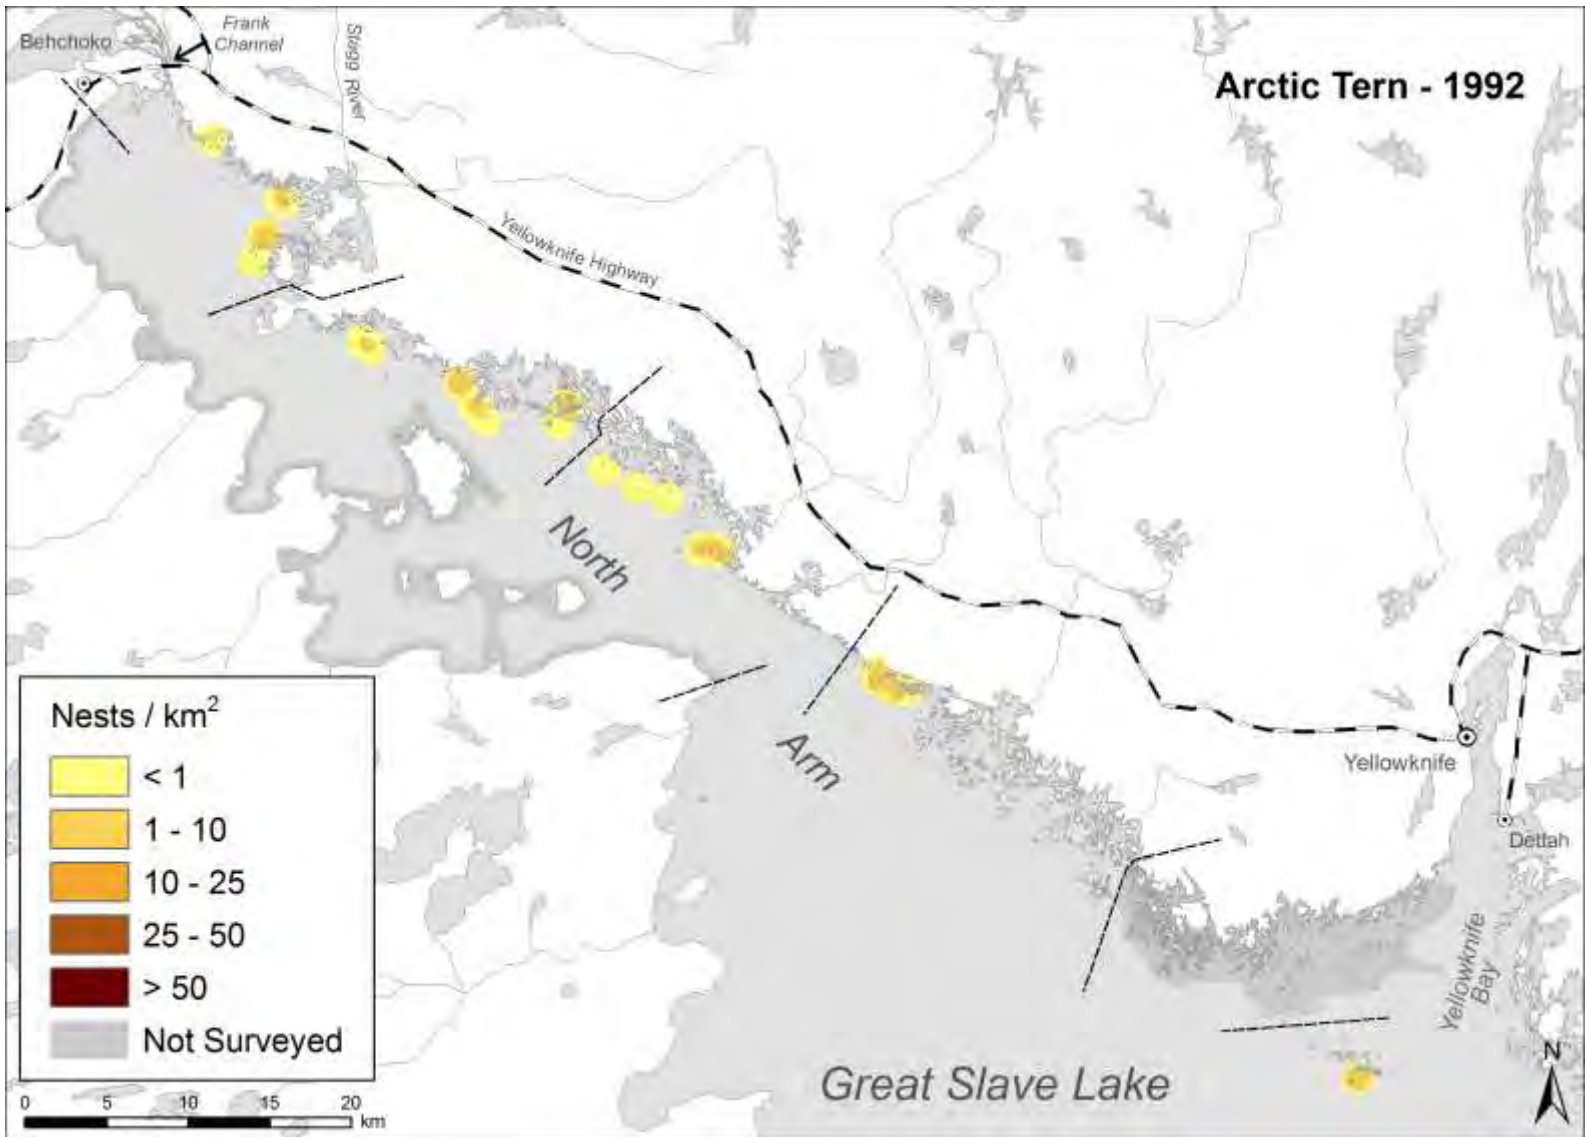 Behchoko
Frank
Channel
Stagg River
Arctic Tern - 1992
Yellowknife Highway
North
Arm
Nests / km²
< 1
1 - 10
10 - 25
25 - 50
> 50
Not Surveyed
Yellowknife
Dettah
Yellowknife
Bay
Great Slave Lake
N
0 5 10 15 20
km